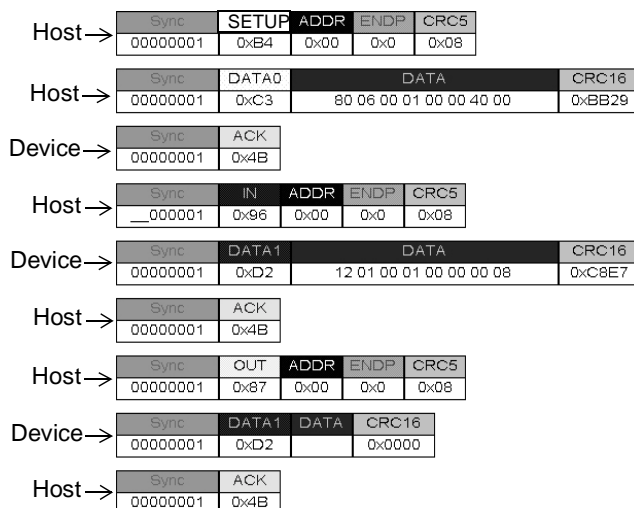 Sync SETUP ADDR ENDP CRC5
Host 00000001 0xB4 0x00 0x0 0x08
Sync DATA0 DATA CRC16
Host 00000001 0xC3 80 06 00 01 00 00 40 00 0xBB29
Sync ACK
Device 00000001 0x4B
Sync IN ADDR ENDP CRC5
Host __000001 0x96 0x00 0x0 0x08
Sync DATA1 DATA CRC16
Device 00000001 0xD2 12 01 00 01 00 00 00 08 0xC8E7
Sync ACK
Host 00000001 0x4B
Sync OUT ADDR ENDP CRC5
Host 00000001 0x87 0x00 0x0 0x08
Sync DATA1 DATA CRC16
Device 00000001 0xD2 0x0000
Sync ACK
Host 00000001 0x4B